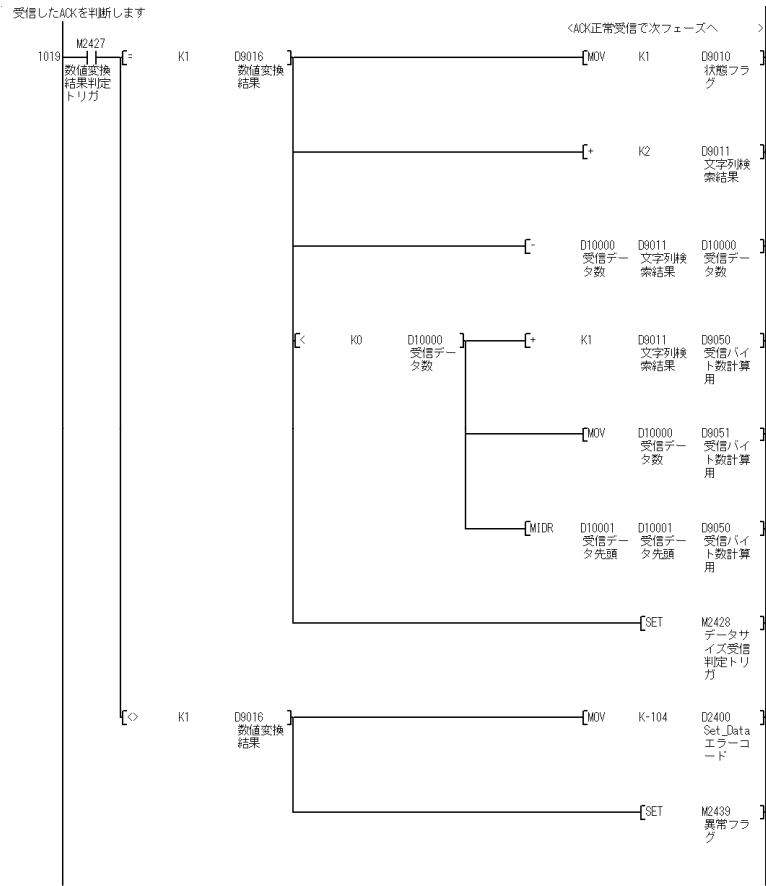 受信したACKを判断します
<ACK正常受信で次フェーズへ >
M2427
1019 [= K1 D9016 ] [MOV K1 D9010 ]
数値変換
結果判定
トリガ
数値変換
結果
状態フラ
グ
[+ K2 D9011 ]
文字列検
索結果
[- D10000 D9011 D10000 ]
受信デー 文字列検 受信デー
タ数 索結果 タ数
[< K0 D10000 ] [+ K1 D9011 D9050 ]
受信デー 文字列検 受信バイ
タ数 索結果 ト数計算
用
[MOV D10000 D9051 ]
受信デー 受信バイ
タ数 ト数計算
用
[MIDR D10001 D10001 D9050 ]
受信デー 受信デー 受信バイ
タ先頭 タ先頭 ト数計算
用
[SET M2428 ]
データサ
イズ受信
判定トリ
ガ
[<> K1 D9016 ] [MOV K-104 D2400 ]
数値変換 Set_Data
結果 エラーコ
ード
[SET M2439 ]
異常フラ
グ